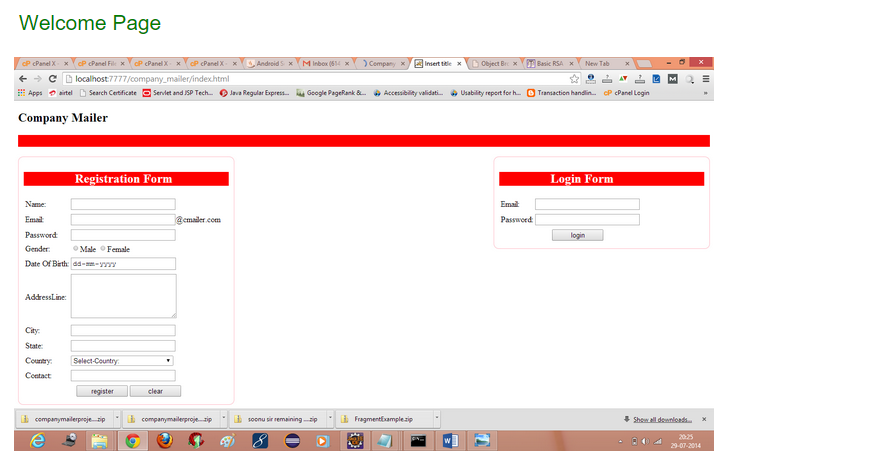 Welcome Page
cPanel X
cPanel File
cPanel X
cPanel X
Android S
Inbox (614
Company
Insert title
Object Be
Basic RSA
New Tab
localhost:7777/company_mailer/index.html
Apps airtel Search Certificate Servlet and JSP Tech... Java Regular Express... Google PageRank &... Accessibility validati... Usability report for h... Transaction handlin... cPanel Login »
Company Mailer
Registration Form
Name:
Email: @cmailer.com
Password:
Gender: Male Female
Date Of Birth: dd-mm-yyyy
AddressLine:
City:
State:
Country: Select-Country:
Contact:
register clear
Login Form
Email:
Password:
login
companymailerproje....zip companymailerproje....zip soonu sir remaining ....zip FragmentExample.zip Show all downloads...
20:25
29-07-2014